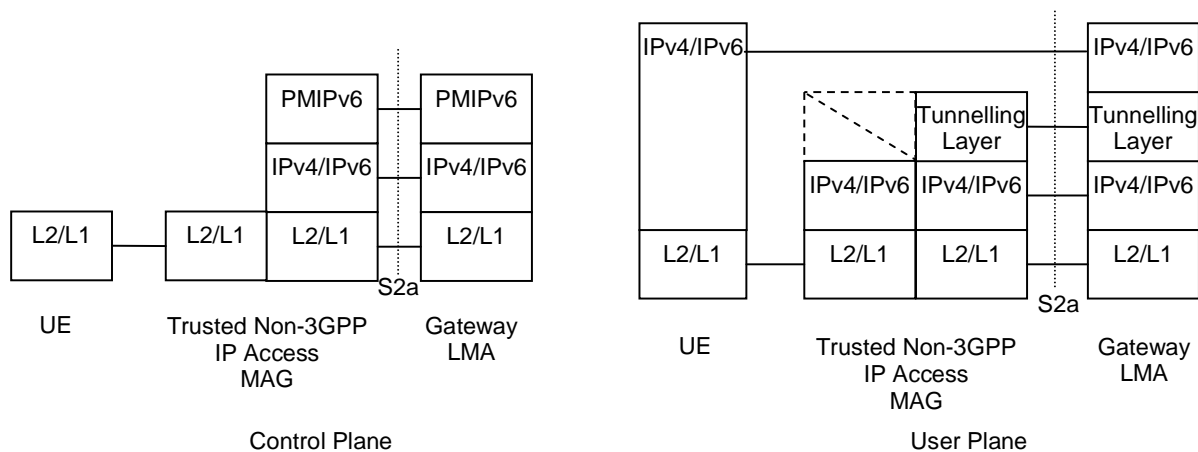 PMIPv6
PMIPv6
IPv4/IPv6
IPv4/IPv6
L2/L1
L2/L1
L2/L1
L2/L1
S2a
UE
Trusted Non-3GPP
IP Access
MAG
Gateway
LMA
Control Plane
IPv4/IPv6
IPv4/IPv6
Tunnelling
Layer
Tunnelling
Layer
IPv4/IPv6
IPv4/IPv6
IPv4/IPv6
L2/L1
L2/L1
L2/L1
L2/L1
S2a
UE
Trusted Non-3GPP
IP Access
MAG
Gateway
LMA
User Plane